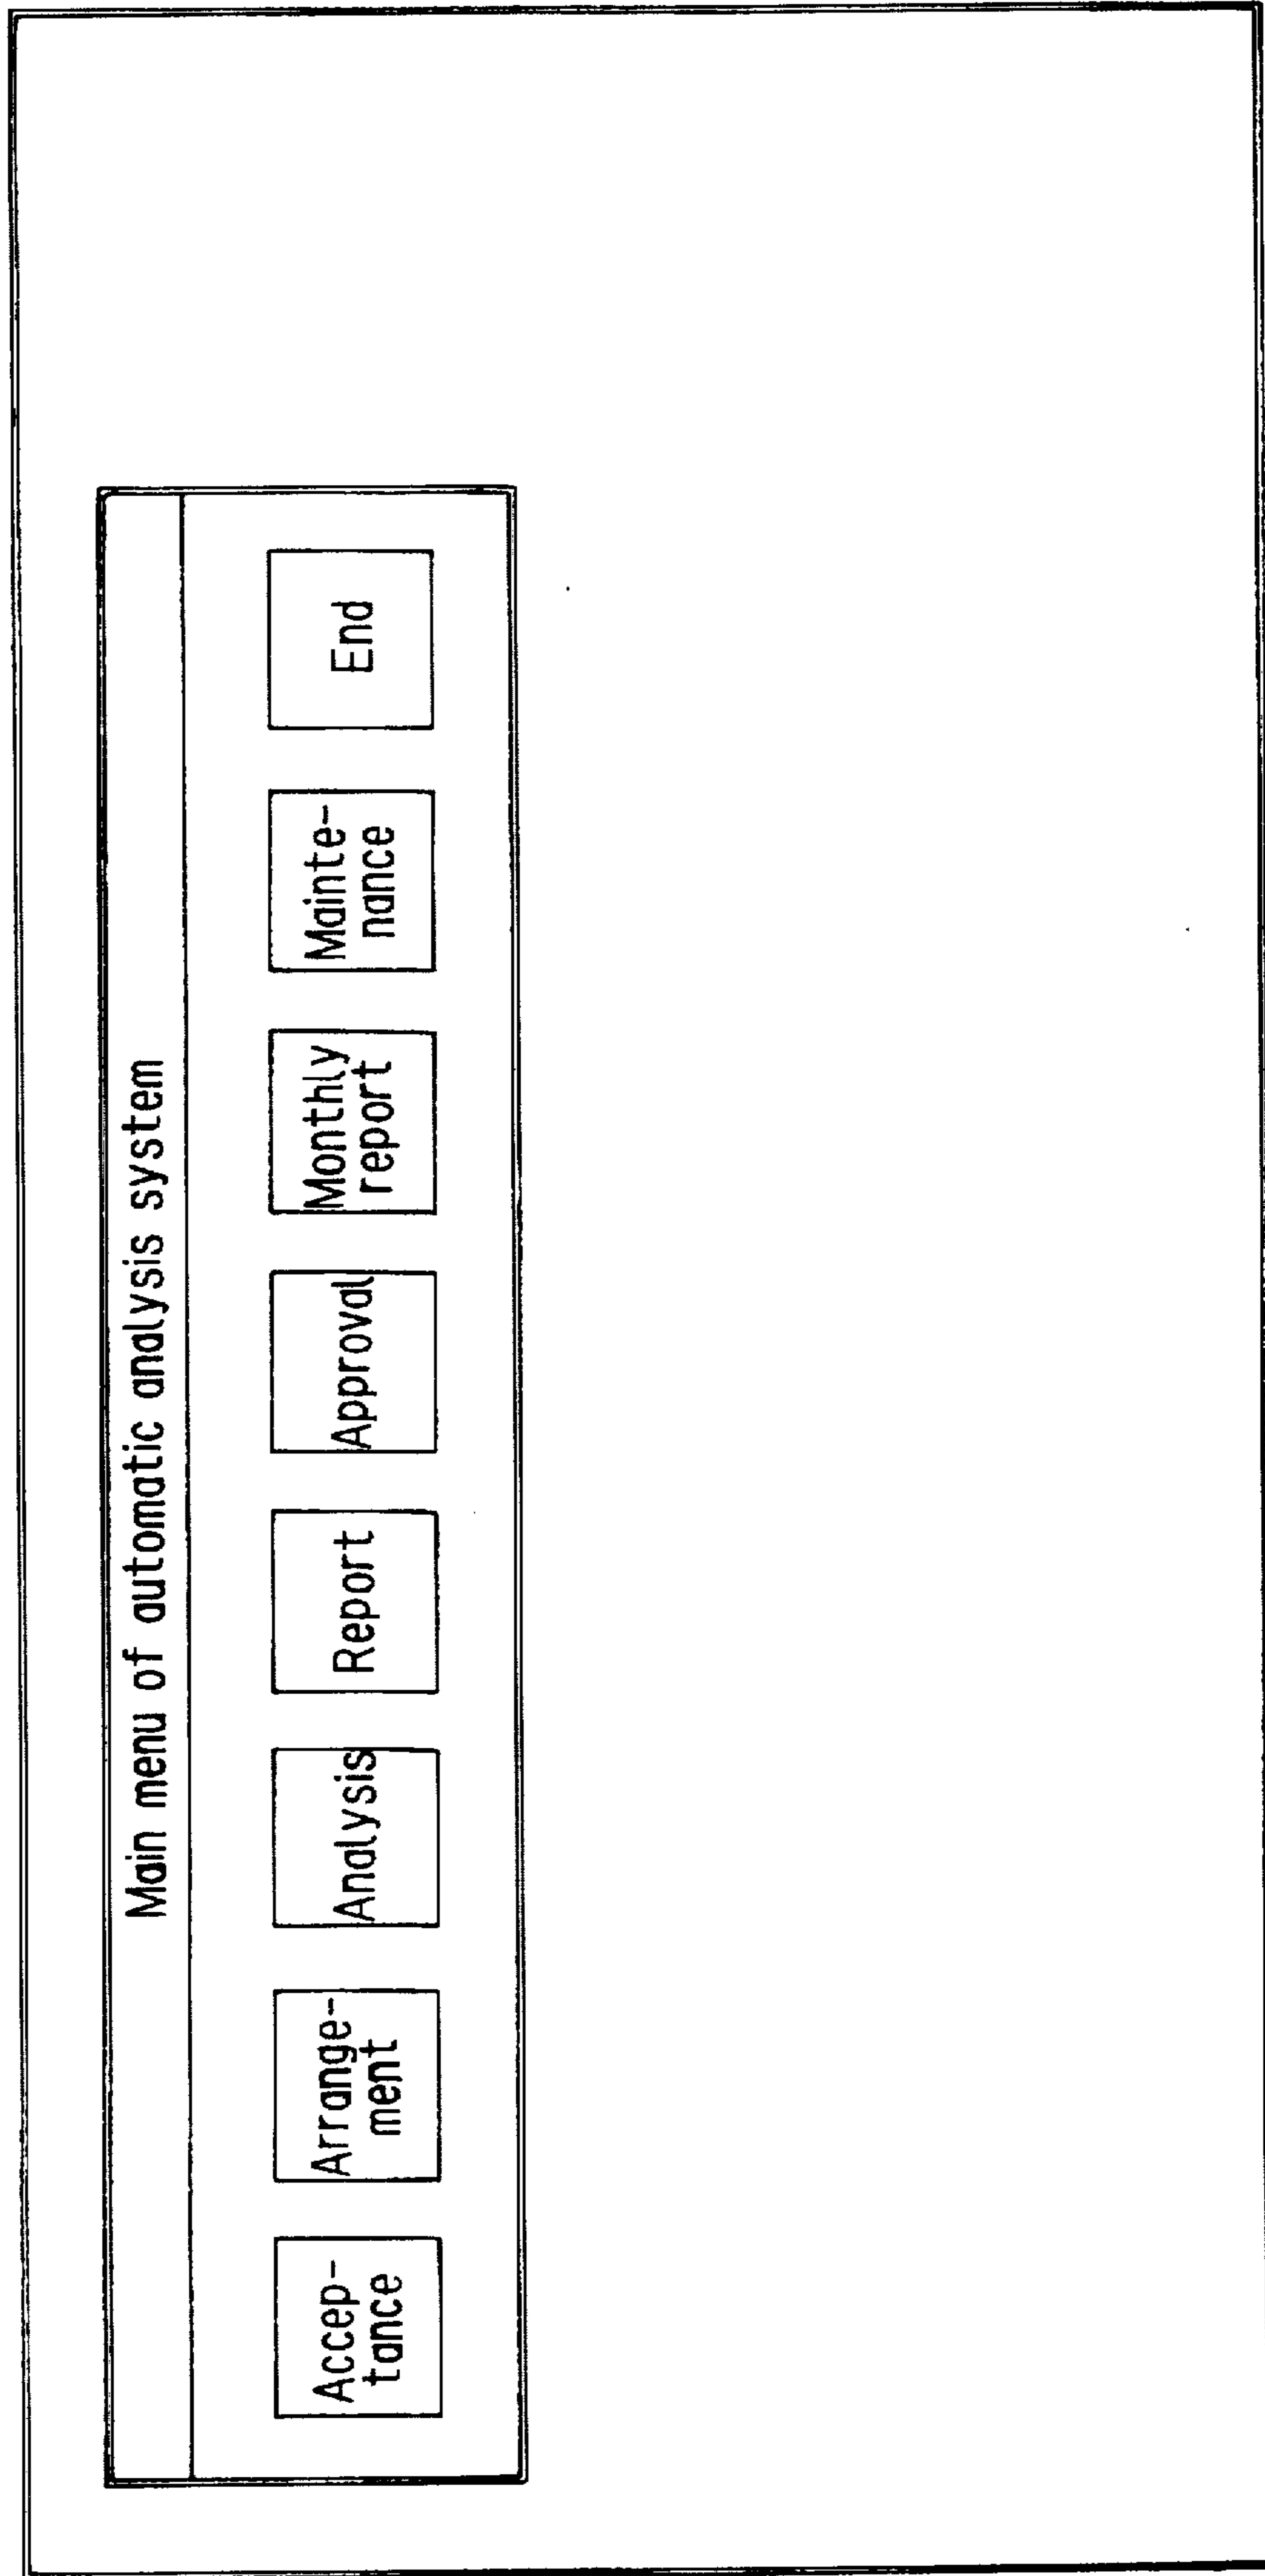 Main menu of automatic analysis system
Accep-
tance
Arrange-
ment
Analysis
Report
Approval
Monthly
report
Mainte-
nance
End